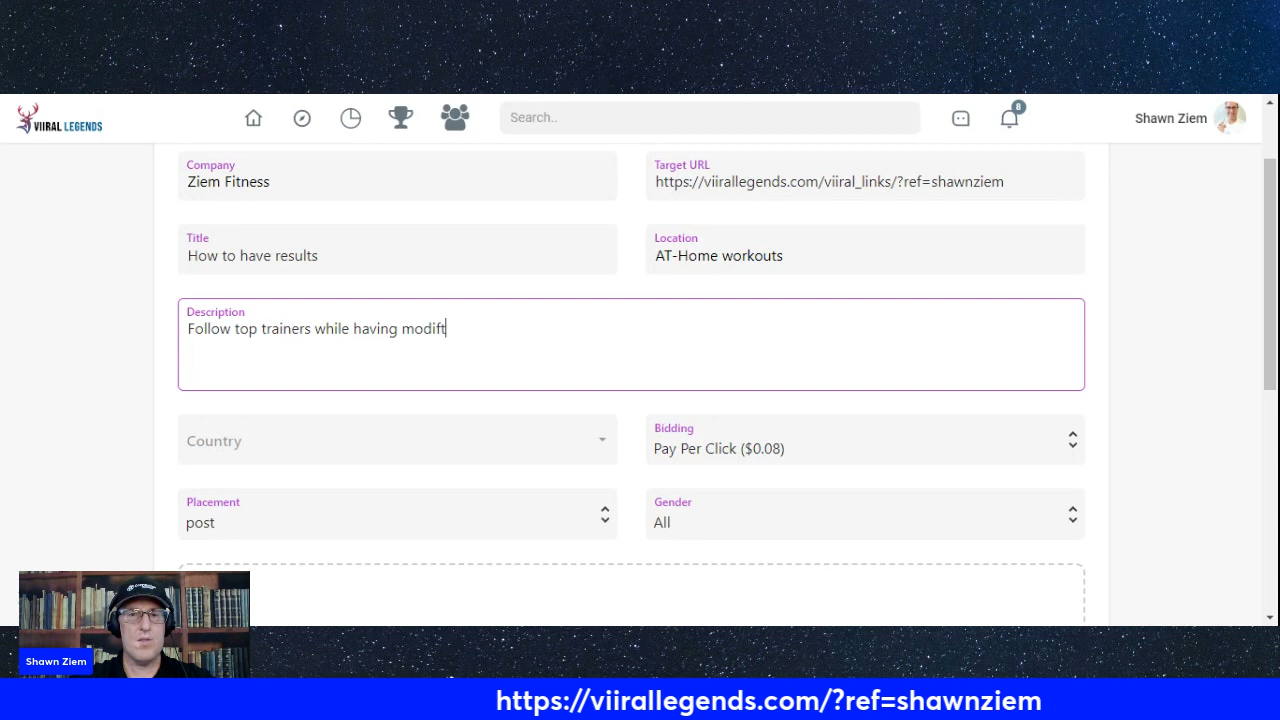 VIIRAL LEGENDS
Search..
8
Shawn Ziem
Company
Ziem Fitness
Target URL
https://viirallegends.com/viiral_links/?ref=shawnziem
Title
How to have results
Location
AT-Home workouts
Description
Follow top trainers while having modift
Country
Bidding
Pay Per Click ($0.08)
Placement
post
Gender
All
Shawn Ziem
https://viirallegends.com/?ref=shawnziem